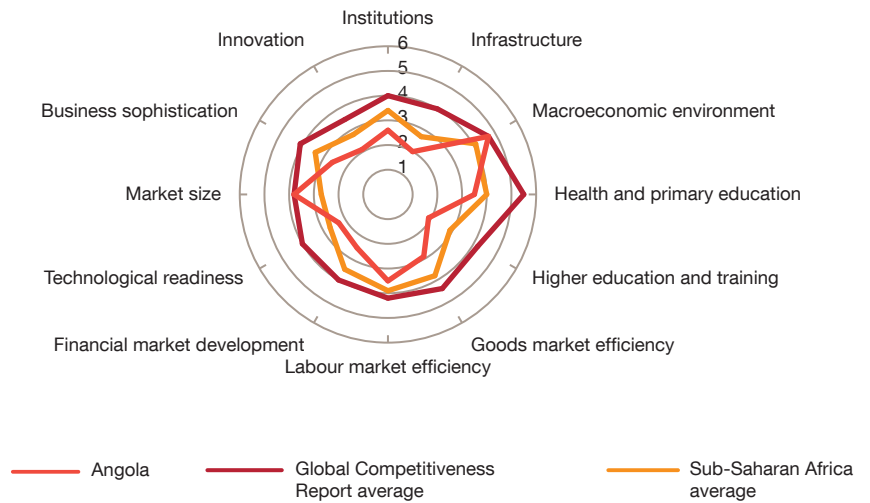 Institutions
Innovation
Infrastructure
6
5
4
3
2
1
Business sophistication
Macroeconomic environment
Market size
Health and primary education
Technological readiness
Higher education and training
Financial market development
Goods market efficiency
Labour market efficiency
Angola
Global Competitiveness
Report average
Sub-Saharan Africa
average